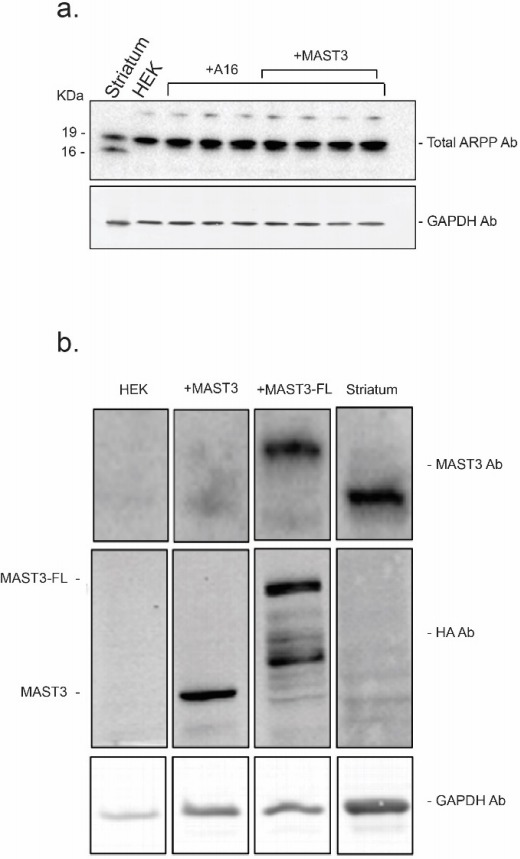 a.
Striatum
HEK
+A16
+MAST3
KDa
19 -
16 -
- Total ARPP Ab
- GAPDH Ab
b.
HEK
+MAST3
+MAST3-FL
Striatum
- MAST3 Ab
MAST3-FL -
- HA Ab
MAST3 -
- GAPDH Ab